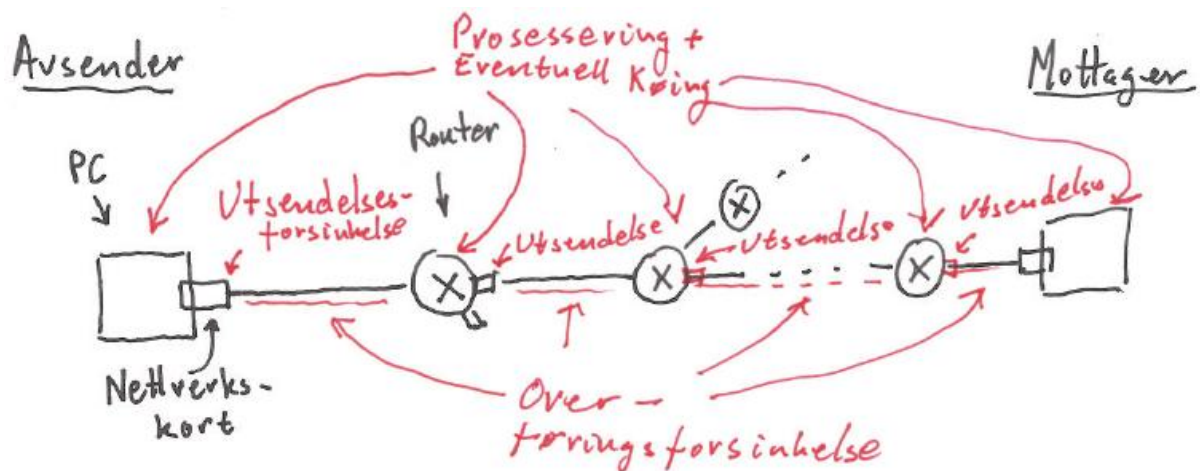 Avsender
Prosessering +
Eventuell Køing
Mottager
PC
Router
Utsendelses-
forsinkelse
Utsendelse
Utsendelse
Utsendelse
X
X
X
X
Nettverks-
kort
Over-
føringsforsinkelse